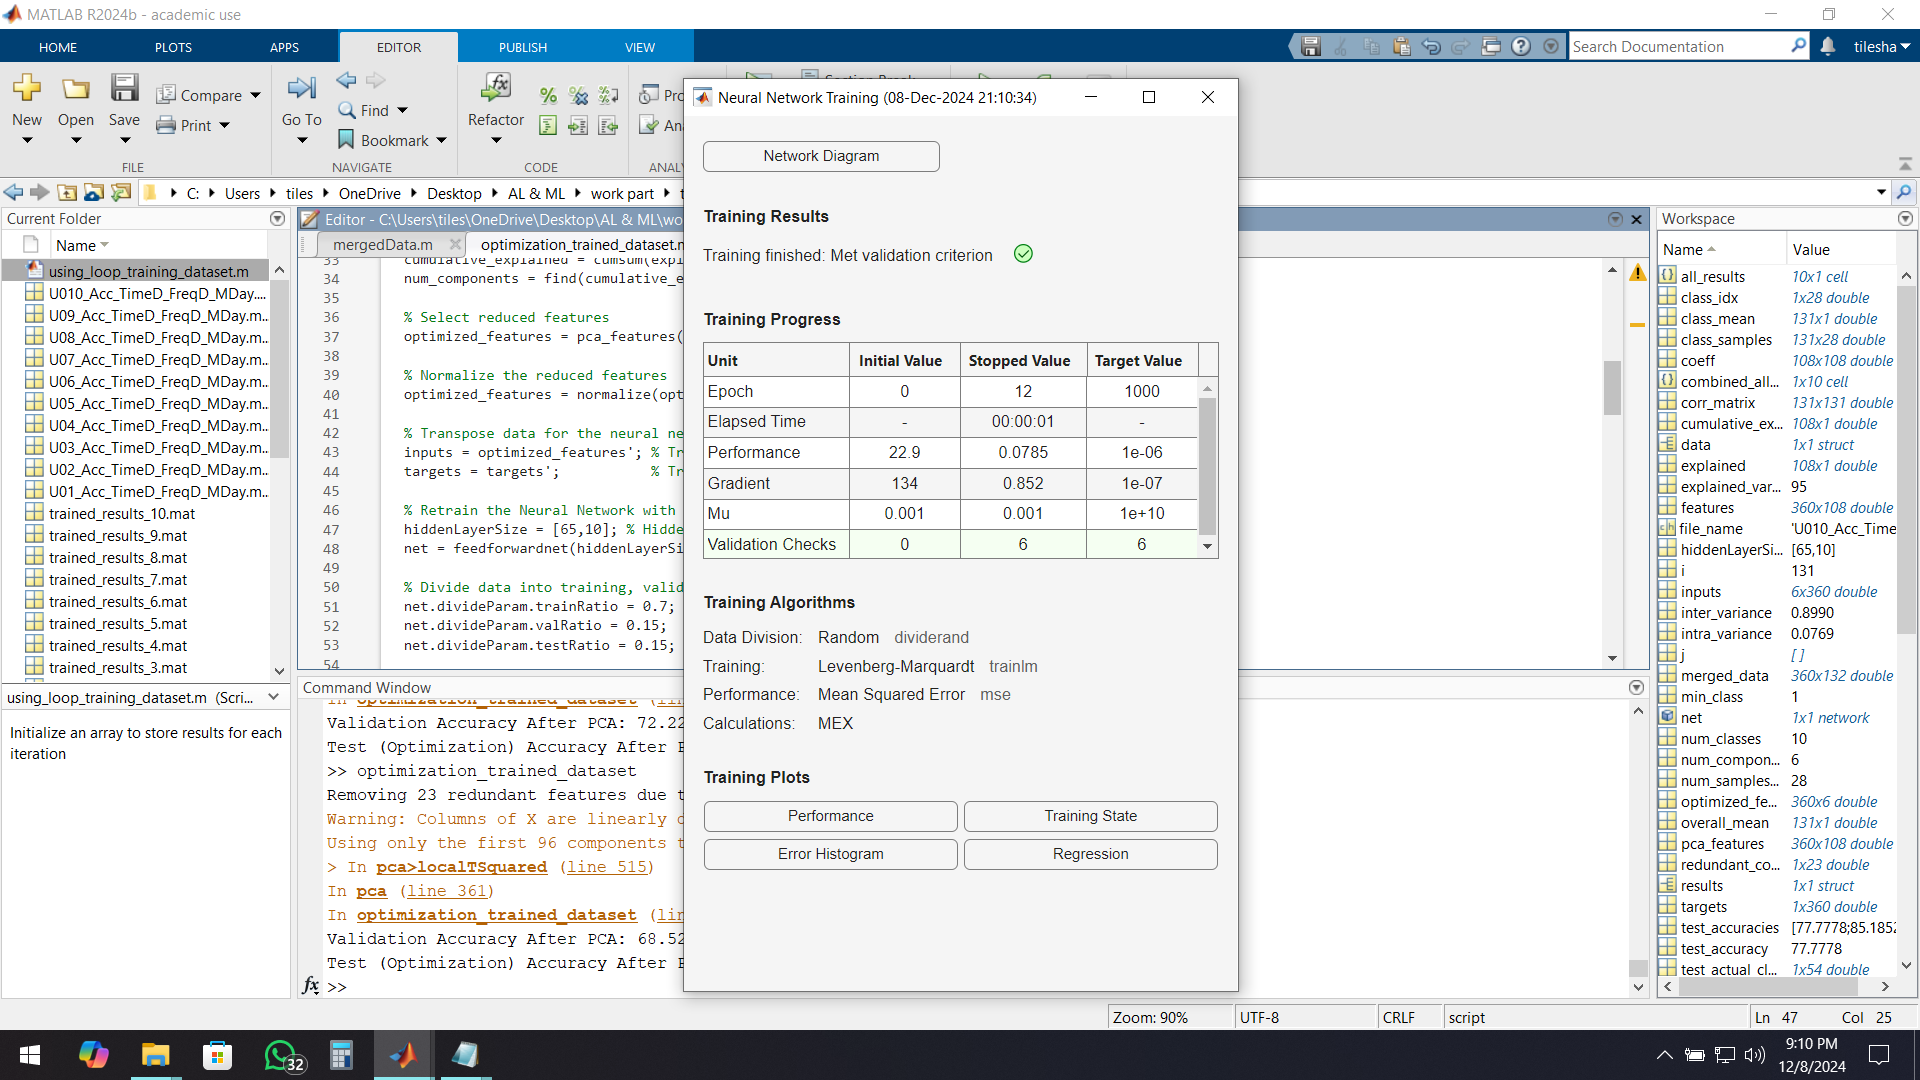 MATLAB R2024b - academic use
HOME PLOTS APPS EDITOR PUBLISH VIEW
Search Documentation tilesha
New Open Save Compare Print
FILE
Go To Find Bookmark
NAVIGATE
Refactor
CODE
C: Users tiles OneDrive Desktop AL & ML work part
Current Folder
Name
using_loop_training_dataset.m
U010_Acc_TimeD_FreqD_MDay....
U09_Acc_TimeD_FreqD_MDay.m...
U08_Acc_TimeD_FreqD_MDay.m...
U07_Acc_TimeD_FreqD_MDay.m...
U06_Acc_TimeD_FreqD_MDay.m...
U05_Acc_TimeD_FreqD_MDay.m...
U04_Acc_TimeD_FreqD_MDay.m...
U03_Acc_TimeD_FreqD_MDay.m...
U02_Acc_TimeD_FreqD_MDay.m...
U01_Acc_TimeD_FreqD_MDay.m...
trained_results_10.mat
trained_results_9.mat
trained_results_8.mat
trained_results_7.mat
trained_results_6.mat
trained_results_5.mat
trained_results_4.mat
trained_results_3.mat
using_loop_training_dataset.m (Scri...
Initialize an array to store results for each
iteration
Editor - C:\Users\tiles\OneDrive\Desktop\AL & ML\wo
mergedData.m optimization_trained_dataset.m
33 cumulative_explained = cumsum(expl
34 num_components = find(cumulative_e
35
36 % Select reduced features
37 optimized_features = pca_features(
38
39 % Normalize the reduced features
40 optimized_features = normalize(opt
41
42 % Transpose data for the neural ne
43 inputs = optimized_features'; % Tr
44 targets = targets'; % Tr
45
46 % Retrain the Neural Network with
47 hiddenLayerSize = [65,10]; % Hidde
48 net = feedforwardnet(hiddenLayerSi
49
50 % Divide data into training, valid
51 net.divideParam.trainRatio = 0.7;
52 net.divideParam.valRatio = 0.15;
53 net.divideParam.testRatio = 0.15;
54
Command Window
In optimization_trained_dataset (lin
Validation Accuracy After PCA: 72.22
Test (Optimization) Accuracy After P
>> optimization_trained_dataset
Removing 23 redundant features due t
Warning: Columns of X are linearly d
Using only the first 96 components t
> In pca>localTSquared (line 515)
In pca (line 361)
In optimization_trained_dataset (lin
Validation Accuracy After PCA: 68.52
Test (Optimization) Accuracy After P
fx >>
Neural Network Training (08-Dec-2024 21:10:34)
Network Diagram
Training Results
Training finished: Met validation criterion
Training Progress
Unit Initial Value Stopped Value Target Value
Epoch 0 12 1000
Elapsed Time - 00:00:01 -
Performance 22.9 0.0785 1e-06
Gradient 134 0.852 1e-07
Mu 0.001 0.001 1e+10
Validation Checks 0 6 6
Training Algorithms
Data Division: Random dividerand
Training: Levenberg-Marquardt trainlm
Performance: Mean Squared Error mse
Calculations: MEX
Training Plots
Performance Training State
Error Histogram Regression
Workspace
Name Value
all_results 10x1 cell
class_idx 1x28 double
class_mean 131x1 double
class_samples 131x28 double
coeff 108x108 double
combined_all... 1x10 cell
corr_matrix 131x131 double
cumulative_ex... 108x1 double
data 1x1 struct
explained 108x1 double
explained_var... 95
features 360x108 double
file_name 'U010_Acc_Time
hiddenLayerSi... [65,10]
i 131
inputs 6x360 double
inter_variance 0.8990
intra_variance 0.0769
j []
merged_data 360x132 double
min_class 1
net 1x1 network
num_classes 10
num_compon... 6
num_samples... 28
optimized_fe... 360x6 double
overall_mean 131x1 double
pca_features 360x108 double
redundant_co... 1x23 double
results 1x1 struct
targets 1x360 double
test_accuracies [77.7778;85.1852
test_accuracy 77.7778
test_actual_cl... 1x54 double
Zoom: 90% UTF-8 CRLF script Ln 47 Col 25
32
9:10 PM
12/8/2024